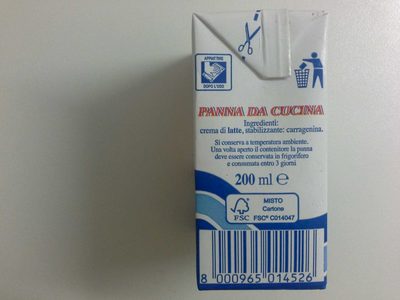 APPIATTIRE
DOPO L'USO
PANNA DA CUCINA
Ingredienti:
crema di latte, stabilizzante: carragenina.
Si conserva a temperatura ambiente.
Una volta aperto il contenitore la panna
deve essere conservata in frigorifero
e consumata entro 3 giorni
200 ml e
MISTO
Cartone
FSC
FSC® C014047
8 000965 014526